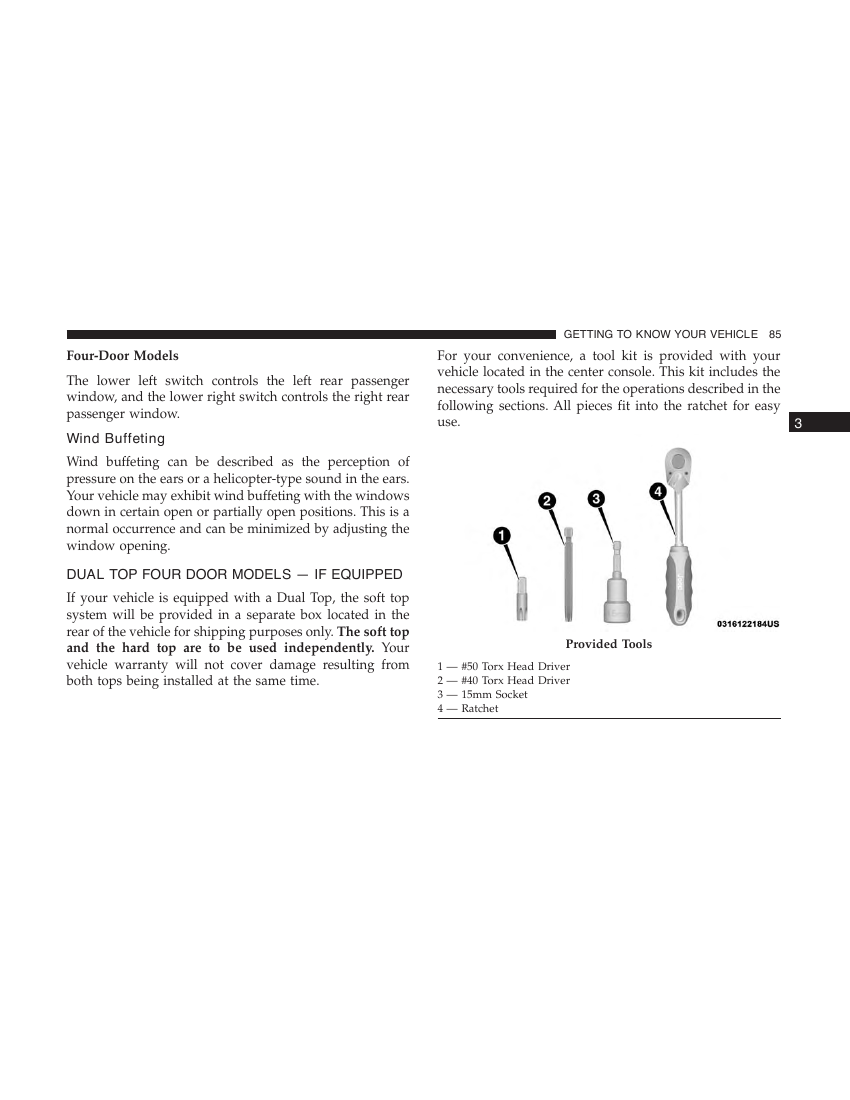 GETTING TO KNOW YOUR VEHICLE 85
Four-Door Models
The lower left switch controls the left rear passenger
window, and the lower right switch controls the right rear
passenger window.
Wind Buffeting
Wind buffeting can be described as the perception of
pressure on the ears or a helicopter-type sound in the ears.
Your vehicle may exhibit wind buffeting with the windows
down in certain open or partially open positions. This is a
normal occurrence and can be minimized by adjusting the
window opening.
DUAL TOP FOUR DOOR MODELS — IF EQUIPPED
If your vehicle is equipped with a Dual Top, the soft top
system will be provided in a separate box located in the
rear of the vehicle for shipping purposes only. The soft top
and the hard top are to be used independently. Your
vehicle warranty will not cover damage resulting from
both tops being installed at the same time.
For your convenience, a tool kit is provided with your
vehicle located in the center console. This kit includes the
necessary tools required for the operations described in the
following sections. All pieces fit into the ratchet for easy
use.
3
1
2
3
4
0316122184US
Provided Tools
1 — #50 Torx Head Driver
2 — #40 Torx Head Driver
3 — 15mm Socket
4 — Ratchet